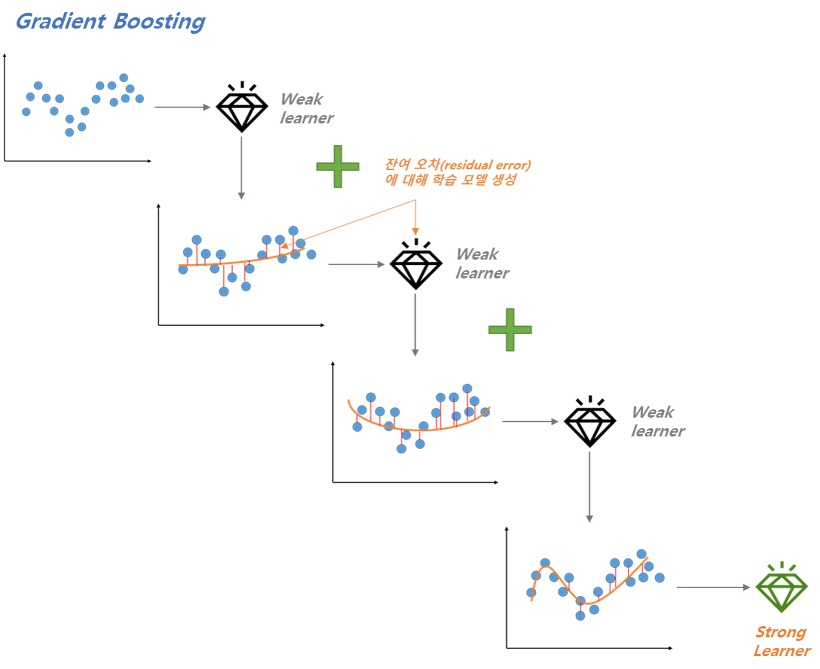 Gradient Boosting
Weak
learner
잔여 오차(residual error)
에 대해 학습 모델 생성
Weak
learner
Weak
learner
Strong
Learner